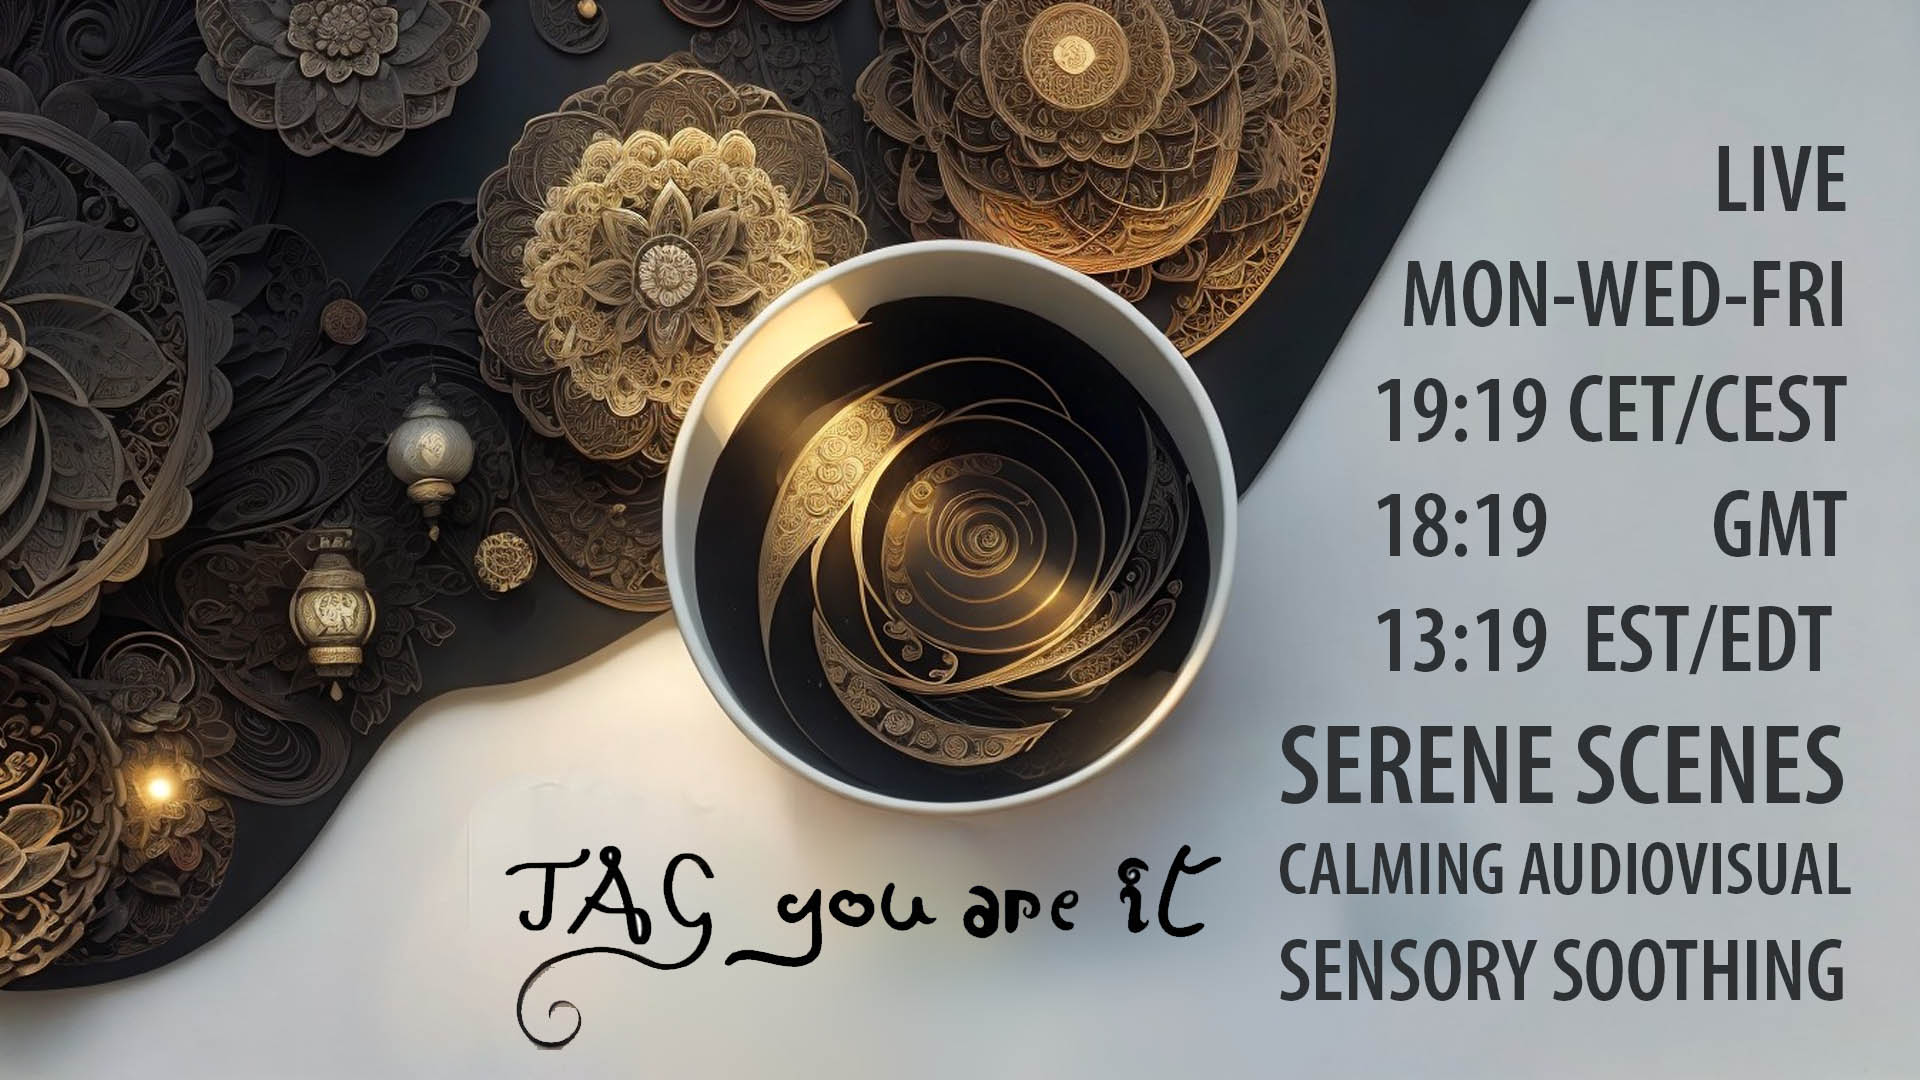 LIVE
MON-WED-FRI
19:19 CET/CEST
18:19 GMT
13:19 EST/EDT
SERENE SCENES
CALMING AUDIOVISUAL
SENSORY SOOTHING
TAG you are it